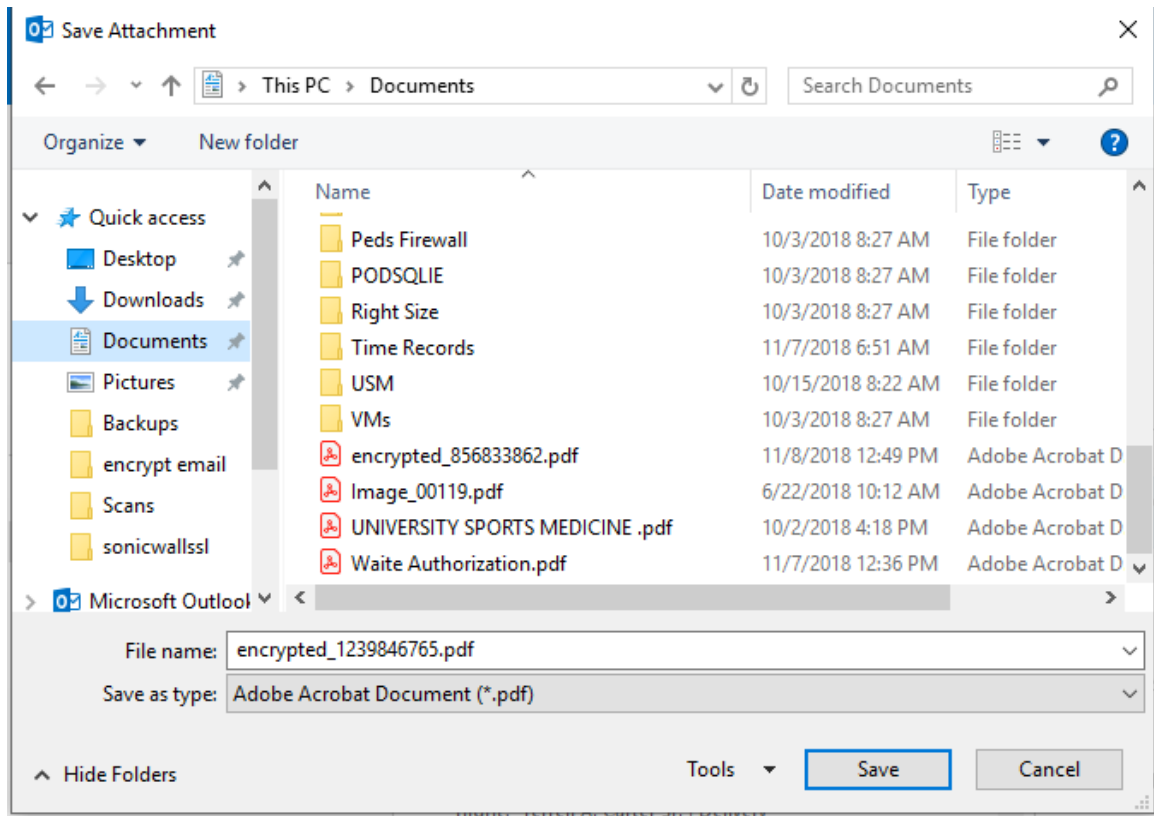 Save Attachment
This PC > Documents
Search Documents
Organize
New folder
Name
Date modified
Type
Quick access
Desktop
Downloads
Documents
Pictures
Backups
encrypt email
Scans
sonicwallssl
Microsoft Outlook
Peds Firewall 10/3/2018 8:27 AM File folder
PODSQLIE 10/3/2018 8:27 AM File folder
Right Size 10/3/2018 8:27 AM File folder
Time Records 11/7/2018 6:51 AM File folder
USM 10/15/2018 8:22 AM File folder
VMs 10/3/2018 8:27 AM File folder
encrypted_856833862.pdf 11/8/2018 12:49 PM Adobe Acrobat D
Image_00119.pdf 6/22/2018 10:12 AM Adobe Acrobat D
UNIVERSITY SPORTS MEDICINE .pdf 10/2/2018 4:18 PM Adobe Acrobat D
Waite Authorization.pdf 11/7/2018 12:36 PM Adobe Acrobat D
File name: encrypted_1239846765.pdf
Save as type: Adobe Acrobat Document (*.pdf)
Hide Folders
Tools
Save
Cancel